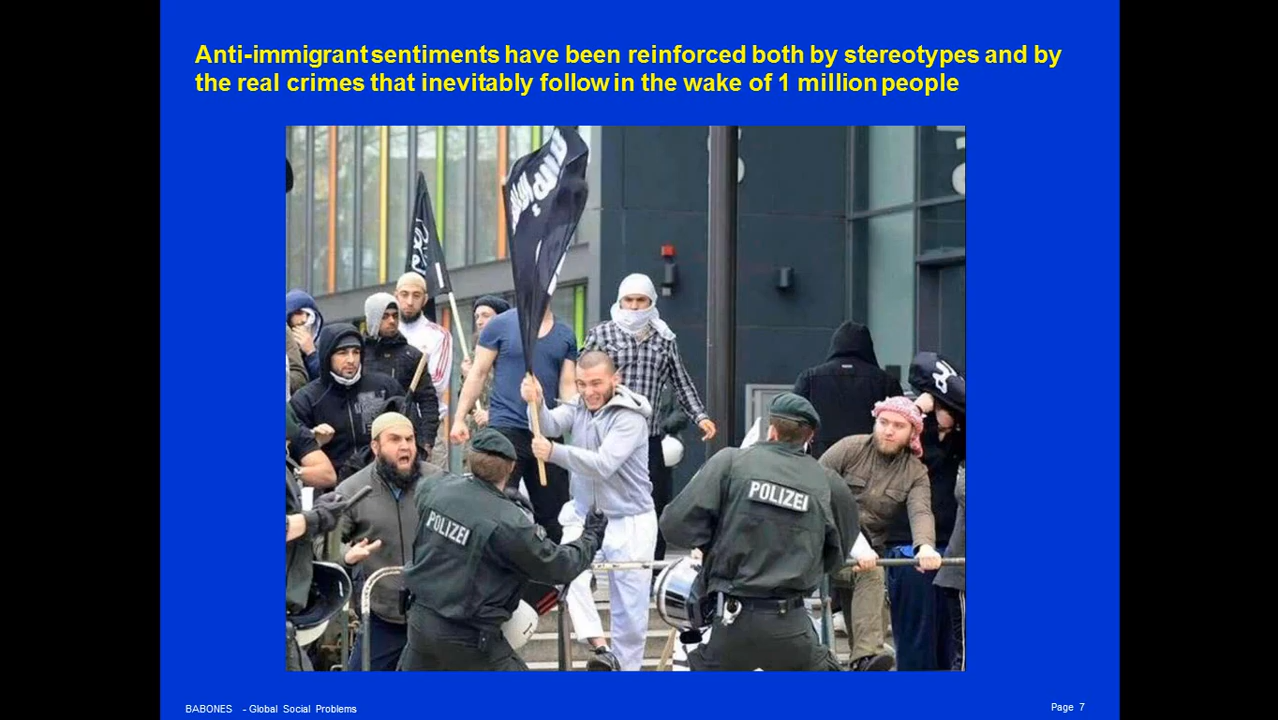 Anti-immigrant sentiments have been reinforced both by stereotypes and by
the real crimes that inevitably follow in the wake of 1 million people
POLIZEI
POLIZEI
BABONES - Global Social Problems
Page 7